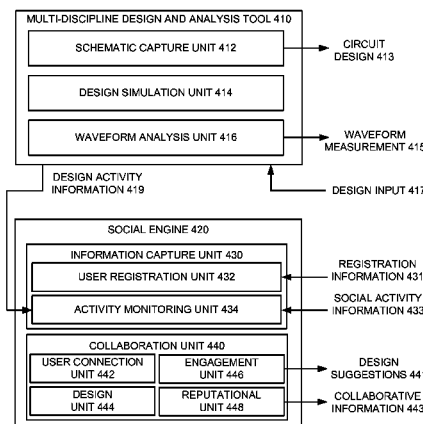 MULTI-DISCIPLINE DESIGN AND ANALYSIS TOOL 410
SCHEMATIC CAPTURE UNIT 412
CIRCUIT
DESIGN 413
DESIGN SIMULATION UNIT 414
WAVEFORM ANALYSIS UNIT 416
WAVEFORM
MEASUREMENT 415
DESIGN ACTIVITY
INFORMATION 419
DESIGN INPUT 417
SOCIAL ENGINE 420
INFORMATION CAPTURE UNIT 430
USER REGISTRATION UNIT 432
REGISTRATION
INFORMATION 431
ACTIVITY MONITORING UNIT 434
SOCIAL ACTIVITY
INFORMATION 433
COLLABORATION UNIT 440
USER CONNECTION
UNIT 442
ENGAGEMENT
UNIT 446
DESIGN
SUGGESTIONS 441
DESIGN
UNIT 444
REPUTATIONAL
UNIT 448
COLLABORATIVE
INFORMATION 443